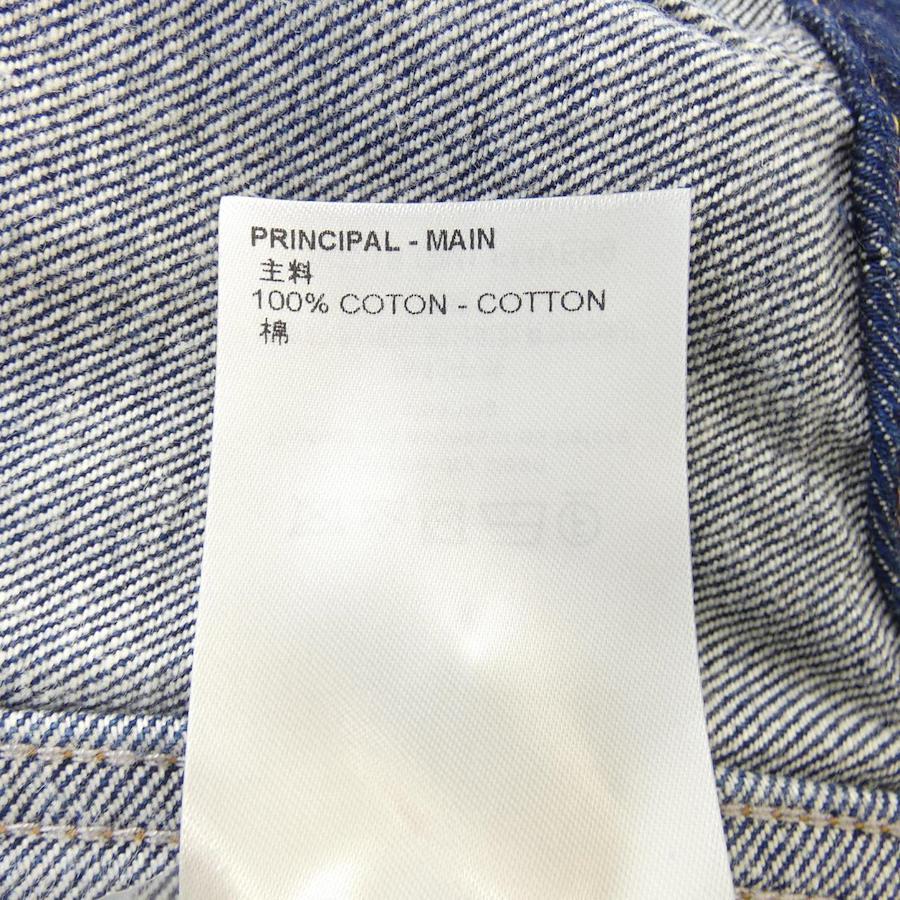 PRINCIPAL - MAIN
主料
100% COTON - COTTON
棉